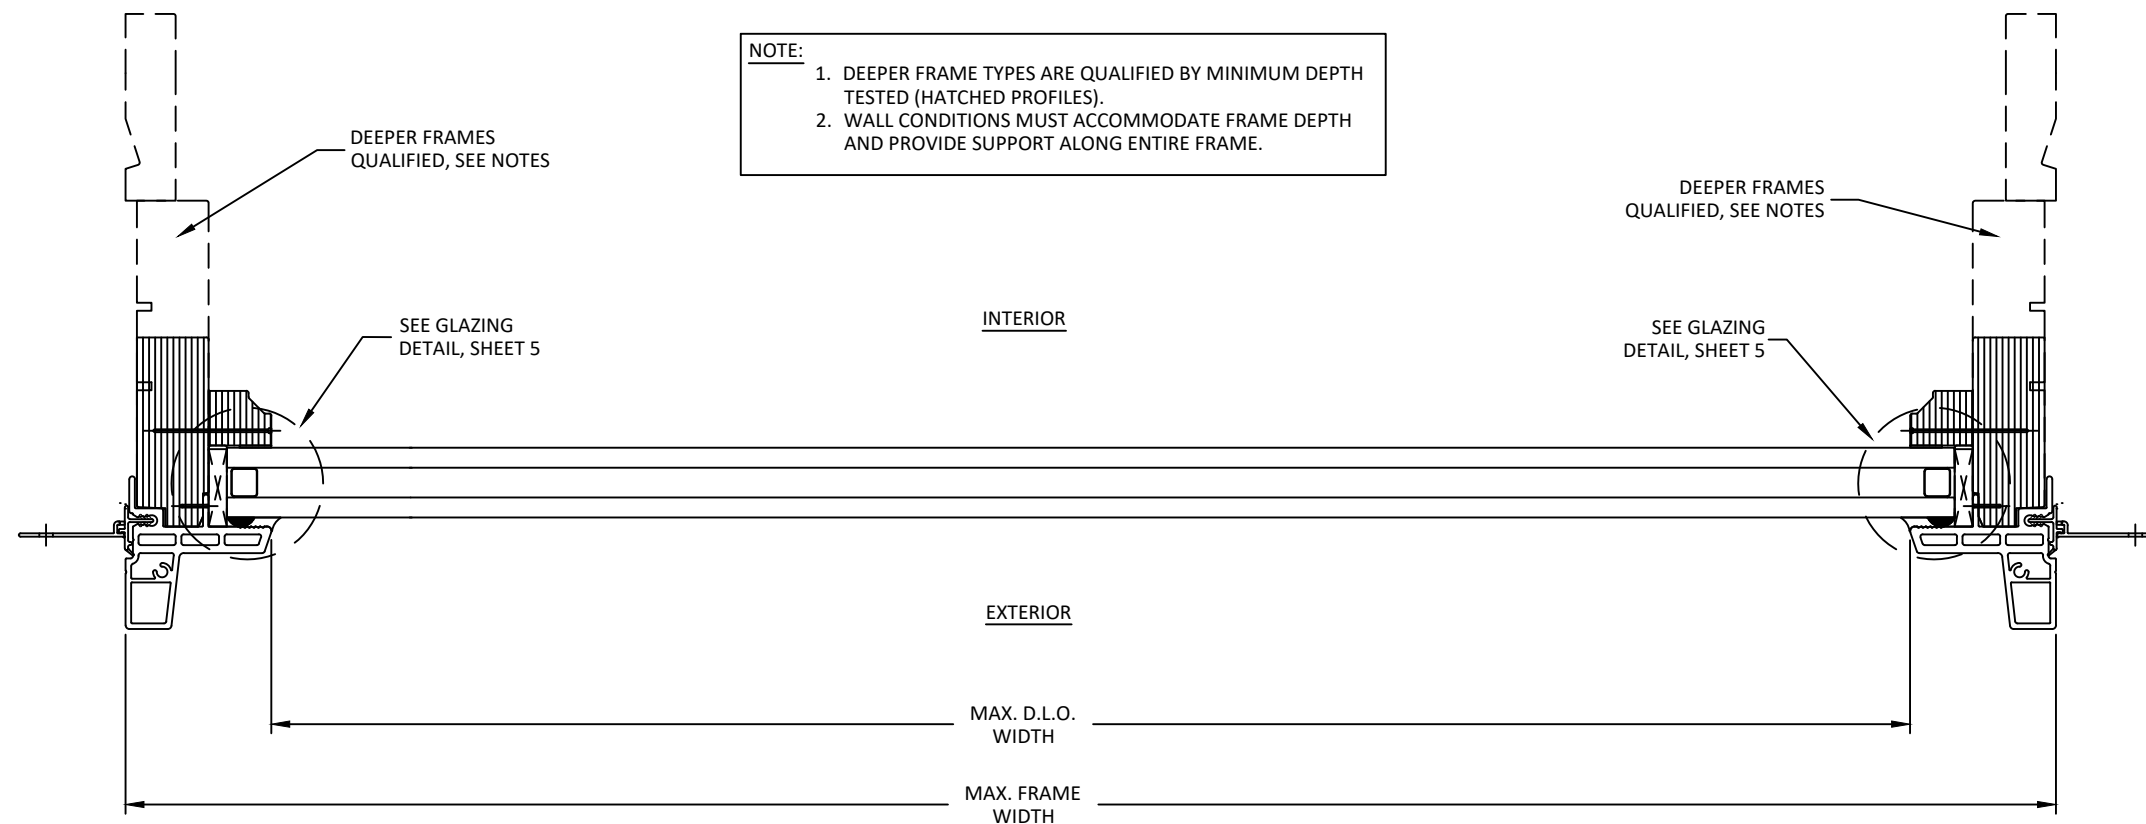 NOTE:
1. DEEPER FRAME TYPES ARE QUALIFIED BY MINIMUM DEPTH
TESTED (HATCHED PROFILES).
2. WALL CONDITIONS MUST ACCOMMODATE FRAME DEPTH
AND PROVIDE SUPPORT ALONG ENTIRE FRAME.
DEEPER FRAMES
QUALIFIED, SEE NOTES
DEEPER FRAMES
QUALIFIED, SEE NOTES
SEE GLAZING
DETAIL, SHEET 5
INTERIOR
SEE GLAZING
DETAIL, SHEET 5
EXTERIOR
MAX. D.L.O.
WIDTH
MAX. FRAME
WIDTH